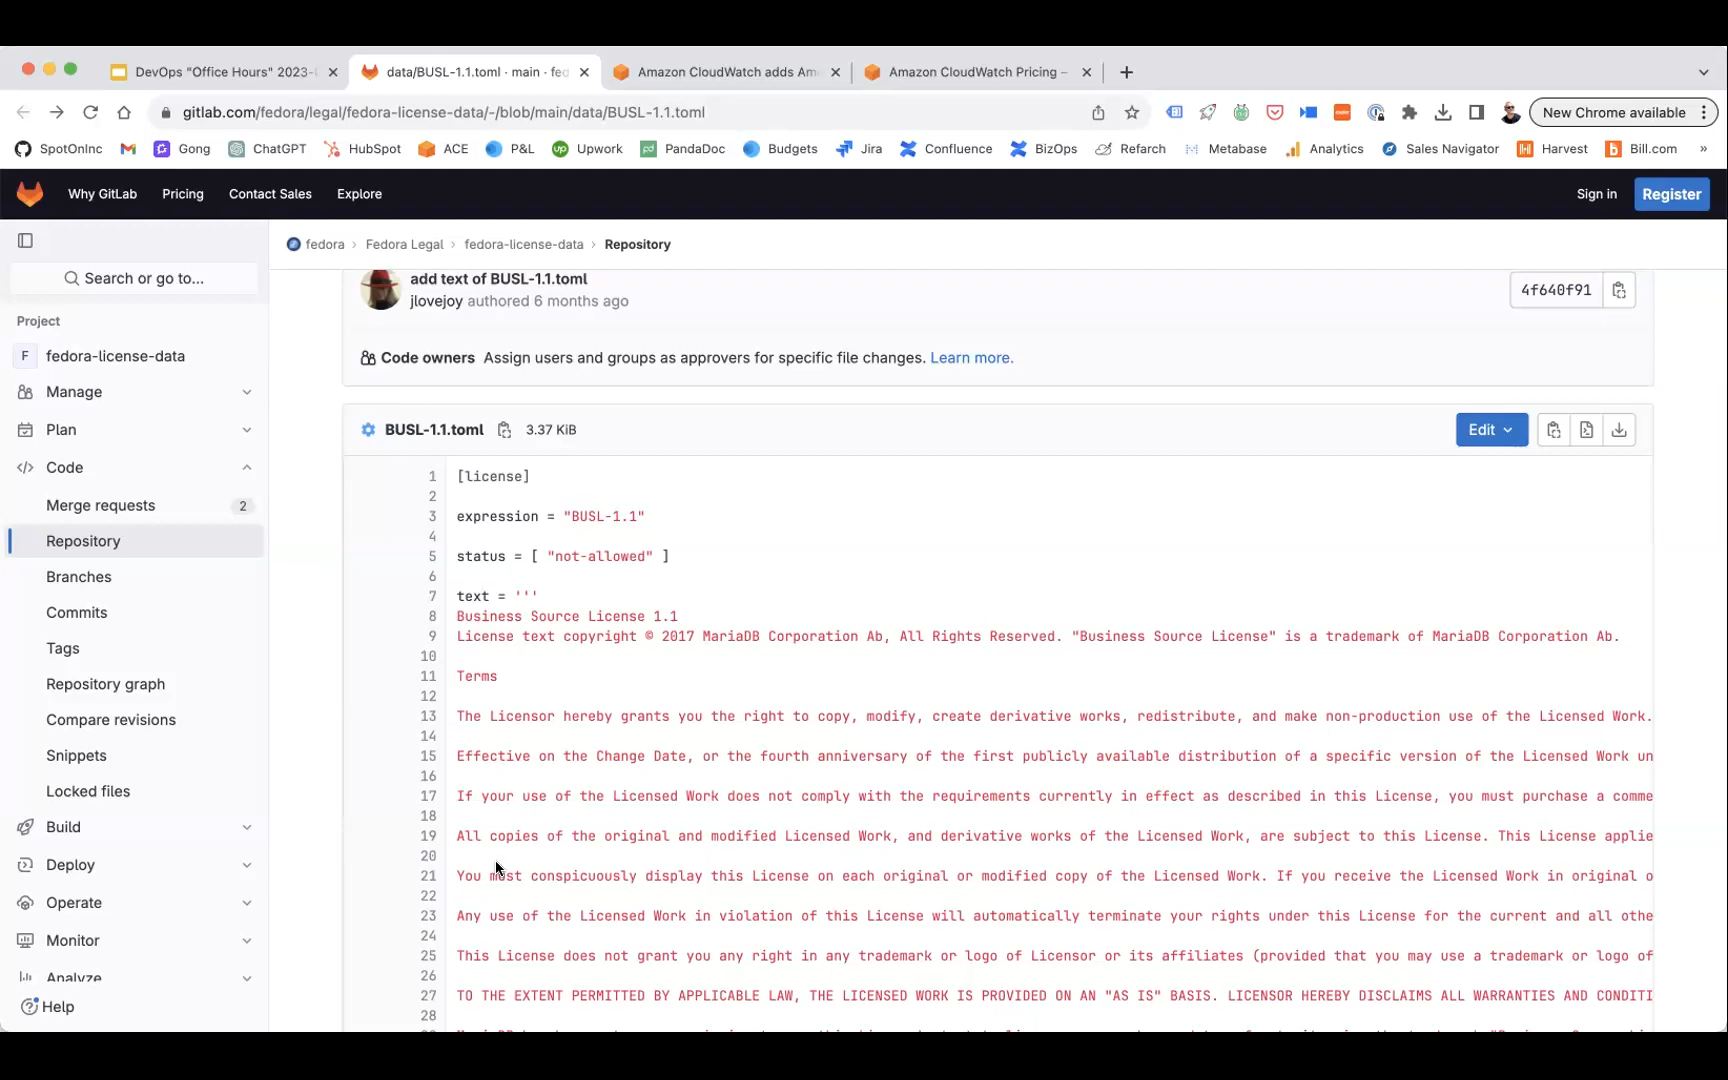 DevOps "Office Hours" 2023-
data/BUSL-1.1.toml · main · fed
Amazon CloudWatch adds Am
Amazon CloudWatch Pricing –
gitlab.com/fedora/legal/fedora-license-data/-/blob/main/data/BUSL-1.1.toml
New Chrome available
SpotOnInc
Gong
ChatGPT
HubSpot
ACE
P&L
Upwork
PandaDoc
Budgets
Jira
Confluence
BizOps
Refarch
Metabase
Analytics
Sales Navigator
Harvest
Bill.com
»
Why GitLab
Pricing
Contact Sales
Explore
Sign in
Register
fedora › Fedora Legal › fedora-license-data › Repository
Search or go to...
Project
F fedora-license-data
Manage
Plan
Code
Merge requests 2
Repository
Branches
Commits
Tags
Repository graph
Compare revisions
Snippets
Locked files
Build
Deploy
Operate
Monitor
Analyze
Help
add text of BUSL-1.1.toml
jlovejoy authored 6 months ago
4f640f91
Code owners Assign users and groups as approvers for specific file changes. Learn more.
BUSL-1.1.toml 3.37 KiB
Edit
1 [license]
2
3 expression = "BUSL-1.1"
4
5 status = [ "not-allowed" ]
6
7 text = '''
8 Business Source License 1.1
9 License text copyright © 2017 MariaDB Corporation Ab, All Rights Reserved. "Business Source License" is a trademark of MariaDB Corporation Ab.
10
11 Terms
12
13 The Licensor hereby grants you the right to copy, modify, create derivative works, redistribute, and make non-production use of the Licensed Work.
14
15 Effective on the Change Date, or the fourth anniversary of the first publicly available distribution of a specific version of the Licensed Work un
16
17 If your use of the Licensed Work does not comply with the requirements currently in effect as described in this License, you must purchase a comme
18
19 All copies of the original and modified Licensed Work, and derivative works of the Licensed Work, are subject to this License. This License applie
20
21 You must conspicuously display this License on each original or modified copy of the Licensed Work. If you receive the Licensed Work in original o
22
23 Any use of the Licensed Work in violation of this License will automatically terminate your rights under this License for the current and all othe
24
25 This License does not grant you any right in any trademark or logo of Licensor or its affiliates (provided that you may use a trademark or logo of
26
27 TO THE EXTENT PERMITTED BY APPLICABLE LAW, THE LICENSED WORK IS PROVIDED ON AN "AS IS" BASIS. LICENSOR HEREBY DISCLAIMS ALL WARRANTIES AND CONDITI
28